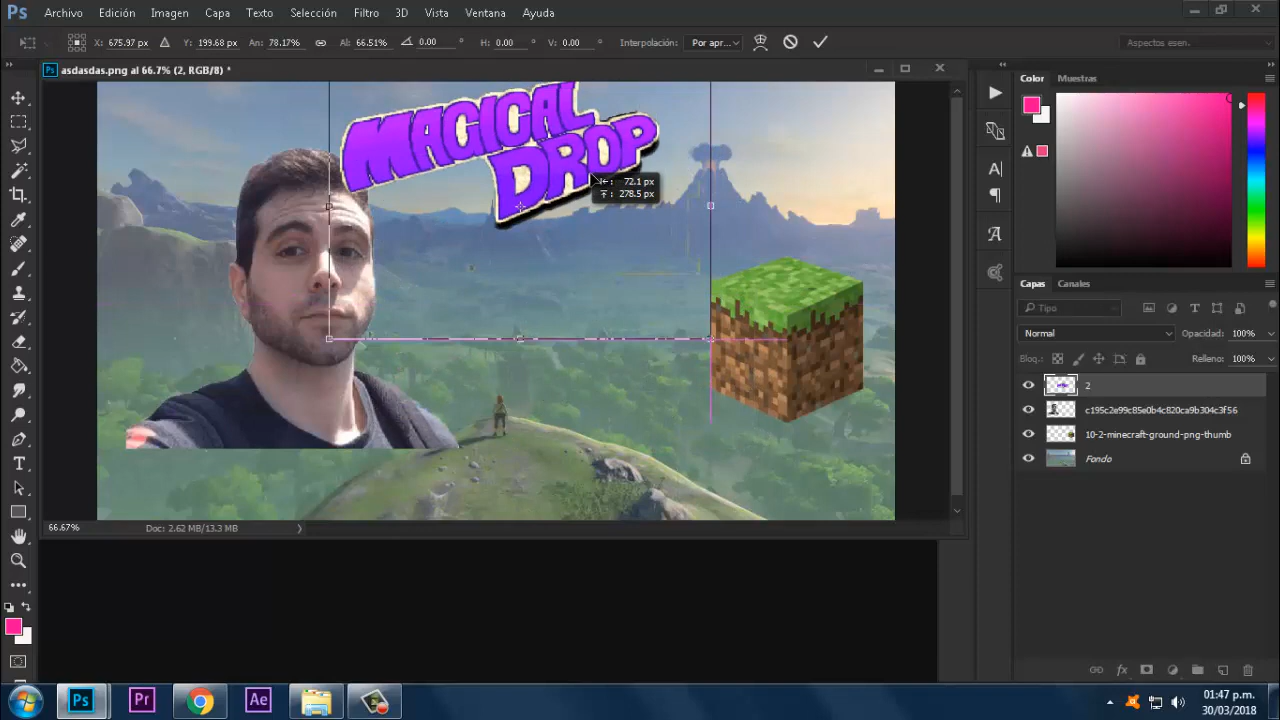 Ps Archivo Edición Imagen Capa Texto Selección Filtro 3D Vista Ventana Ayuda
X: 675.97 px Y: 199.68 px An: 78.17% Al: 66.51% 0.00 ° H: 0.00 ° V: 0.00 ° Interpolación: Por apr... Aspectos esen.
Ps asdasdas.png al 66.7% (2, RGB/8) *
Color Muestras
MAGICAL
DROP
72.1 px
278.5 px
Capas Canales
Tipo
Normal Opacidad: 100%
Bloq.: Relleno: 100%
2
c195c2e99c85e0b4c820ca9b304c3f56
10-2-minecraft-ground-png-thumb
Fondo
66.67% Doc: 2.62 MB/13.3 MB
Ps Pr Ae
01:47 p.m.
30/03/2018